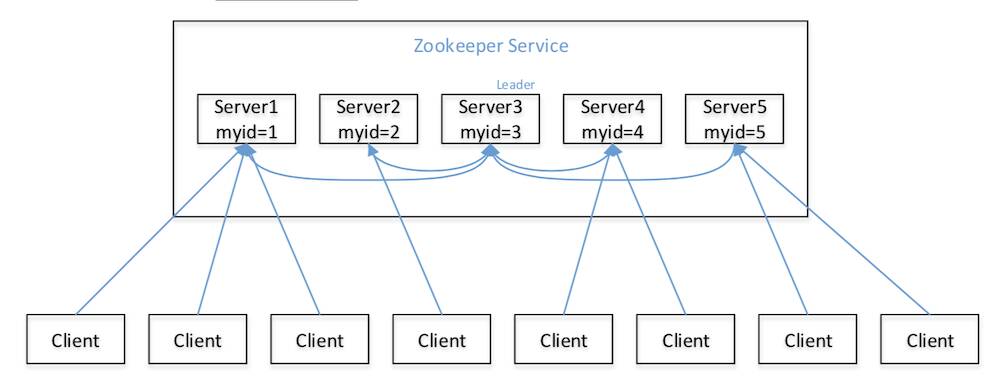 Zookeeper Service
Leader
Server1
myid=1
Server2
myid=2
Server3
myid=3
Server4
myid=4
Server5
myid=5
Client
Client
Client
Client
Client
Client
Client
Client